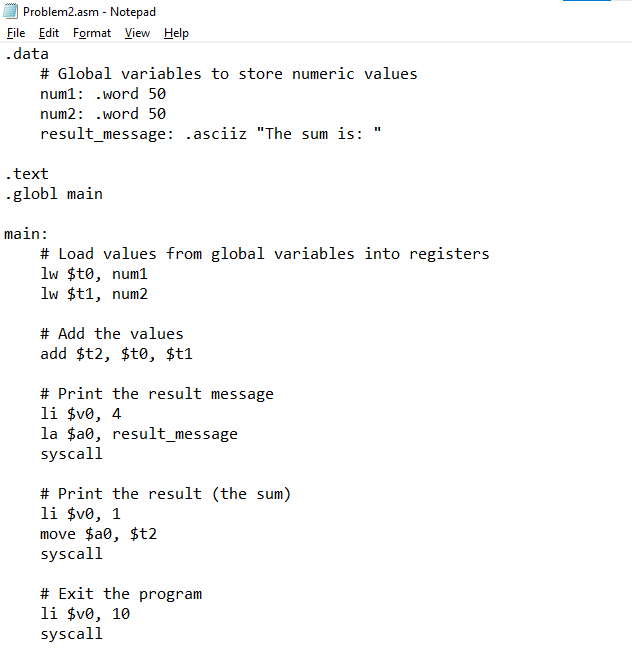 Problem2.asm - Notepad
File Edit Format View Help
.data
    # Global variables to store numeric values
    num1: .word 50
    num2: .word 50
    result_message: .asciiz "The sum is: "

.text
.globl main

main:
    # Load values from global variables into registers
    lw $t0, num1
    lw $t1, num2

    # Add the values
    add $t2, $t0, $t1

    # Print the result message
    li $v0, 4
    la $a0, result_message
    syscall

    # Print the result (the sum)
    li $v0, 1
    move $a0, $t2
    syscall

    # Exit the program
    li $v0, 10
    syscall